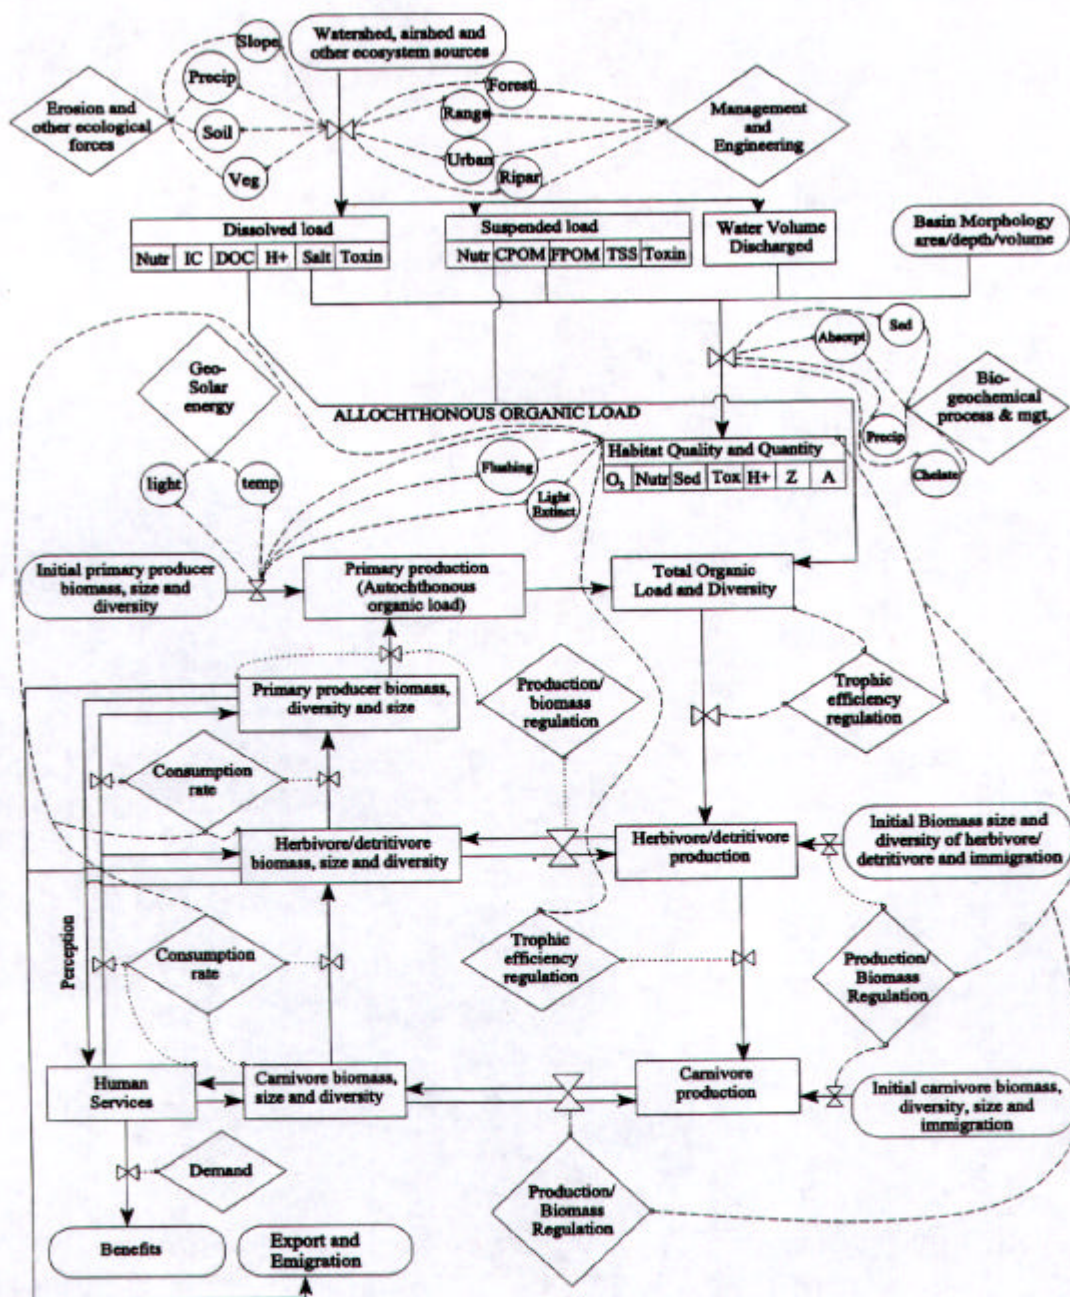 Slope
Watershed, airshed and
other ecosystem sources
Precip
Forest
Range
Erosion and
other ecological
forces
Soil
Management
and
Engineering
Urban
Veg
Ripar
Dissolved load
Nutr IC DOC H+ Salt Toxin
Suspended load
Nutr CPOM FPOM TSS Toxin
Water Volume
Discharged
Basin Morphology
area/depth/volume
Sed
Absorpt
Geo-
Solar
energy
Bio-
geochemical
process & mgt.
ALLOCHTHONOUS ORGANIC LOAD
Precip
Habitat Quality and Quantity
O2 Nutr Sed Tox H+ Z A
Flushing
Chelate
light
temp
Light
Extinct
Initial primary producer
biomass, size and
diversity
Primary production
(Autochthonous
organic load)
Total Organic
Load and Diversity
Primary producer biomass,
diversity and size
Production/
biomass
regulation
Trophic
efficiency
regulation
Consumption
rate
Herbivore/detritivore
biomass, size and diversity
Herbivore/detritivore
production
Initial Biomass size and
diversity of herbivore/
detritivore and immigration
Perception
Consumption
rate
Trophic
efficiency
regulation
Production/
Biomass
Regulation
Human
Services
Carnivore biomass,
size and diversity
Carnivore
production
Initial carnivore biomass,
diversity, size and
immigration
Demand
Production/
Biomass
Regulation
Benefits
Export and
Emigration